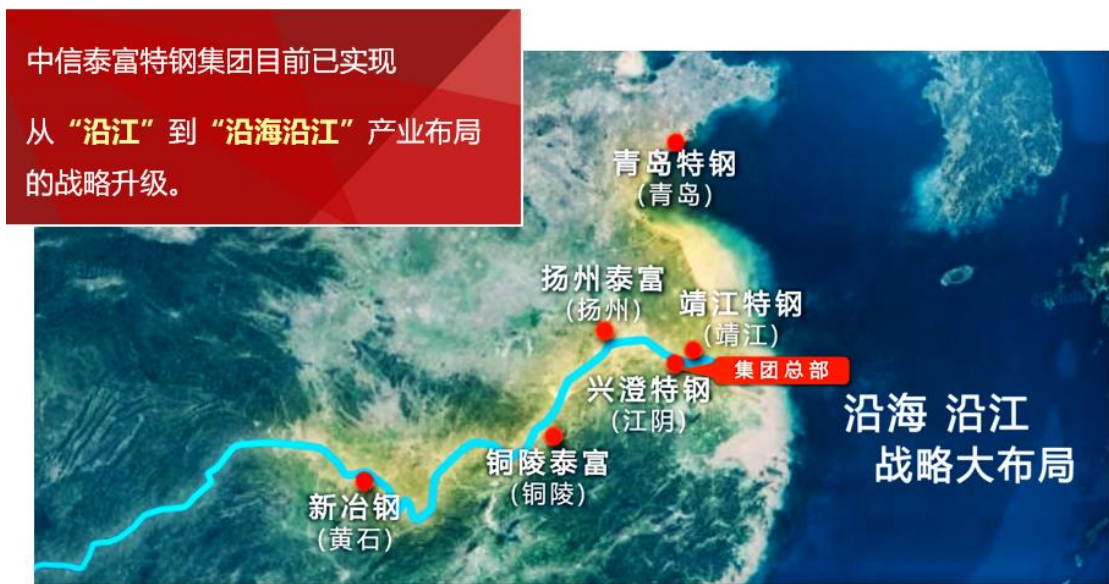 中信泰富特钢集团目前已实现
从“沿江”到“沿海沿江”产业布局
的战略升级。
青岛特钢
(青岛)
扬州泰富
(扬州)
靖江特钢
(靖江)
集团总部
兴澄特钢
(江阴)
沿海 沿江
战略大布局
铜陵泰富
(铜陵)
新冶钢
(黄石)